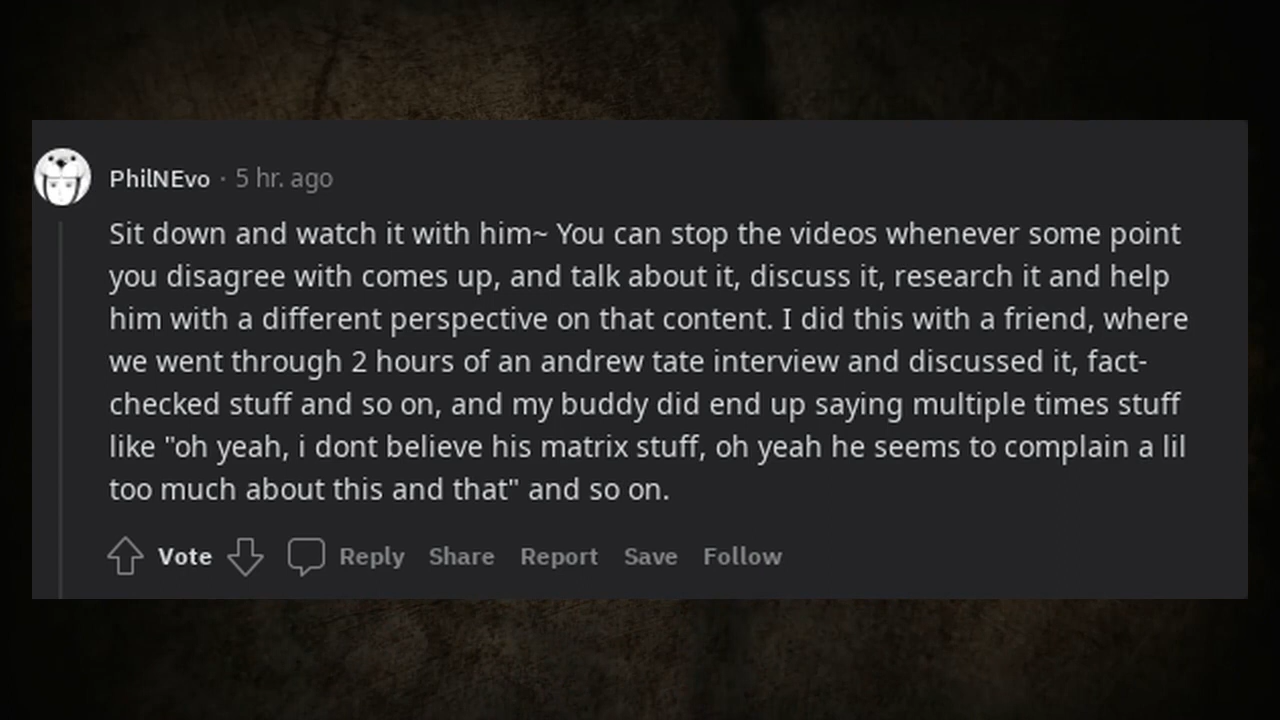 PhilNEvo · 5 hr. ago
Sit down and watch it with him~ You can stop the videos whenever some point
you disagree with comes up, and talk about it, discuss it, research it and help
him with a different perspective on that content. I did this with a friend, where
we went through 2 hours of an andrew tate interview and discussed it, fact-
checked stuff and so on, and my buddy did end up saying multiple times stuff
like "oh yeah, i dont believe his matrix stuff, oh yeah he seems to complain a lil
too much about this and that" and so on.
Vote Reply Share Report Save Follow